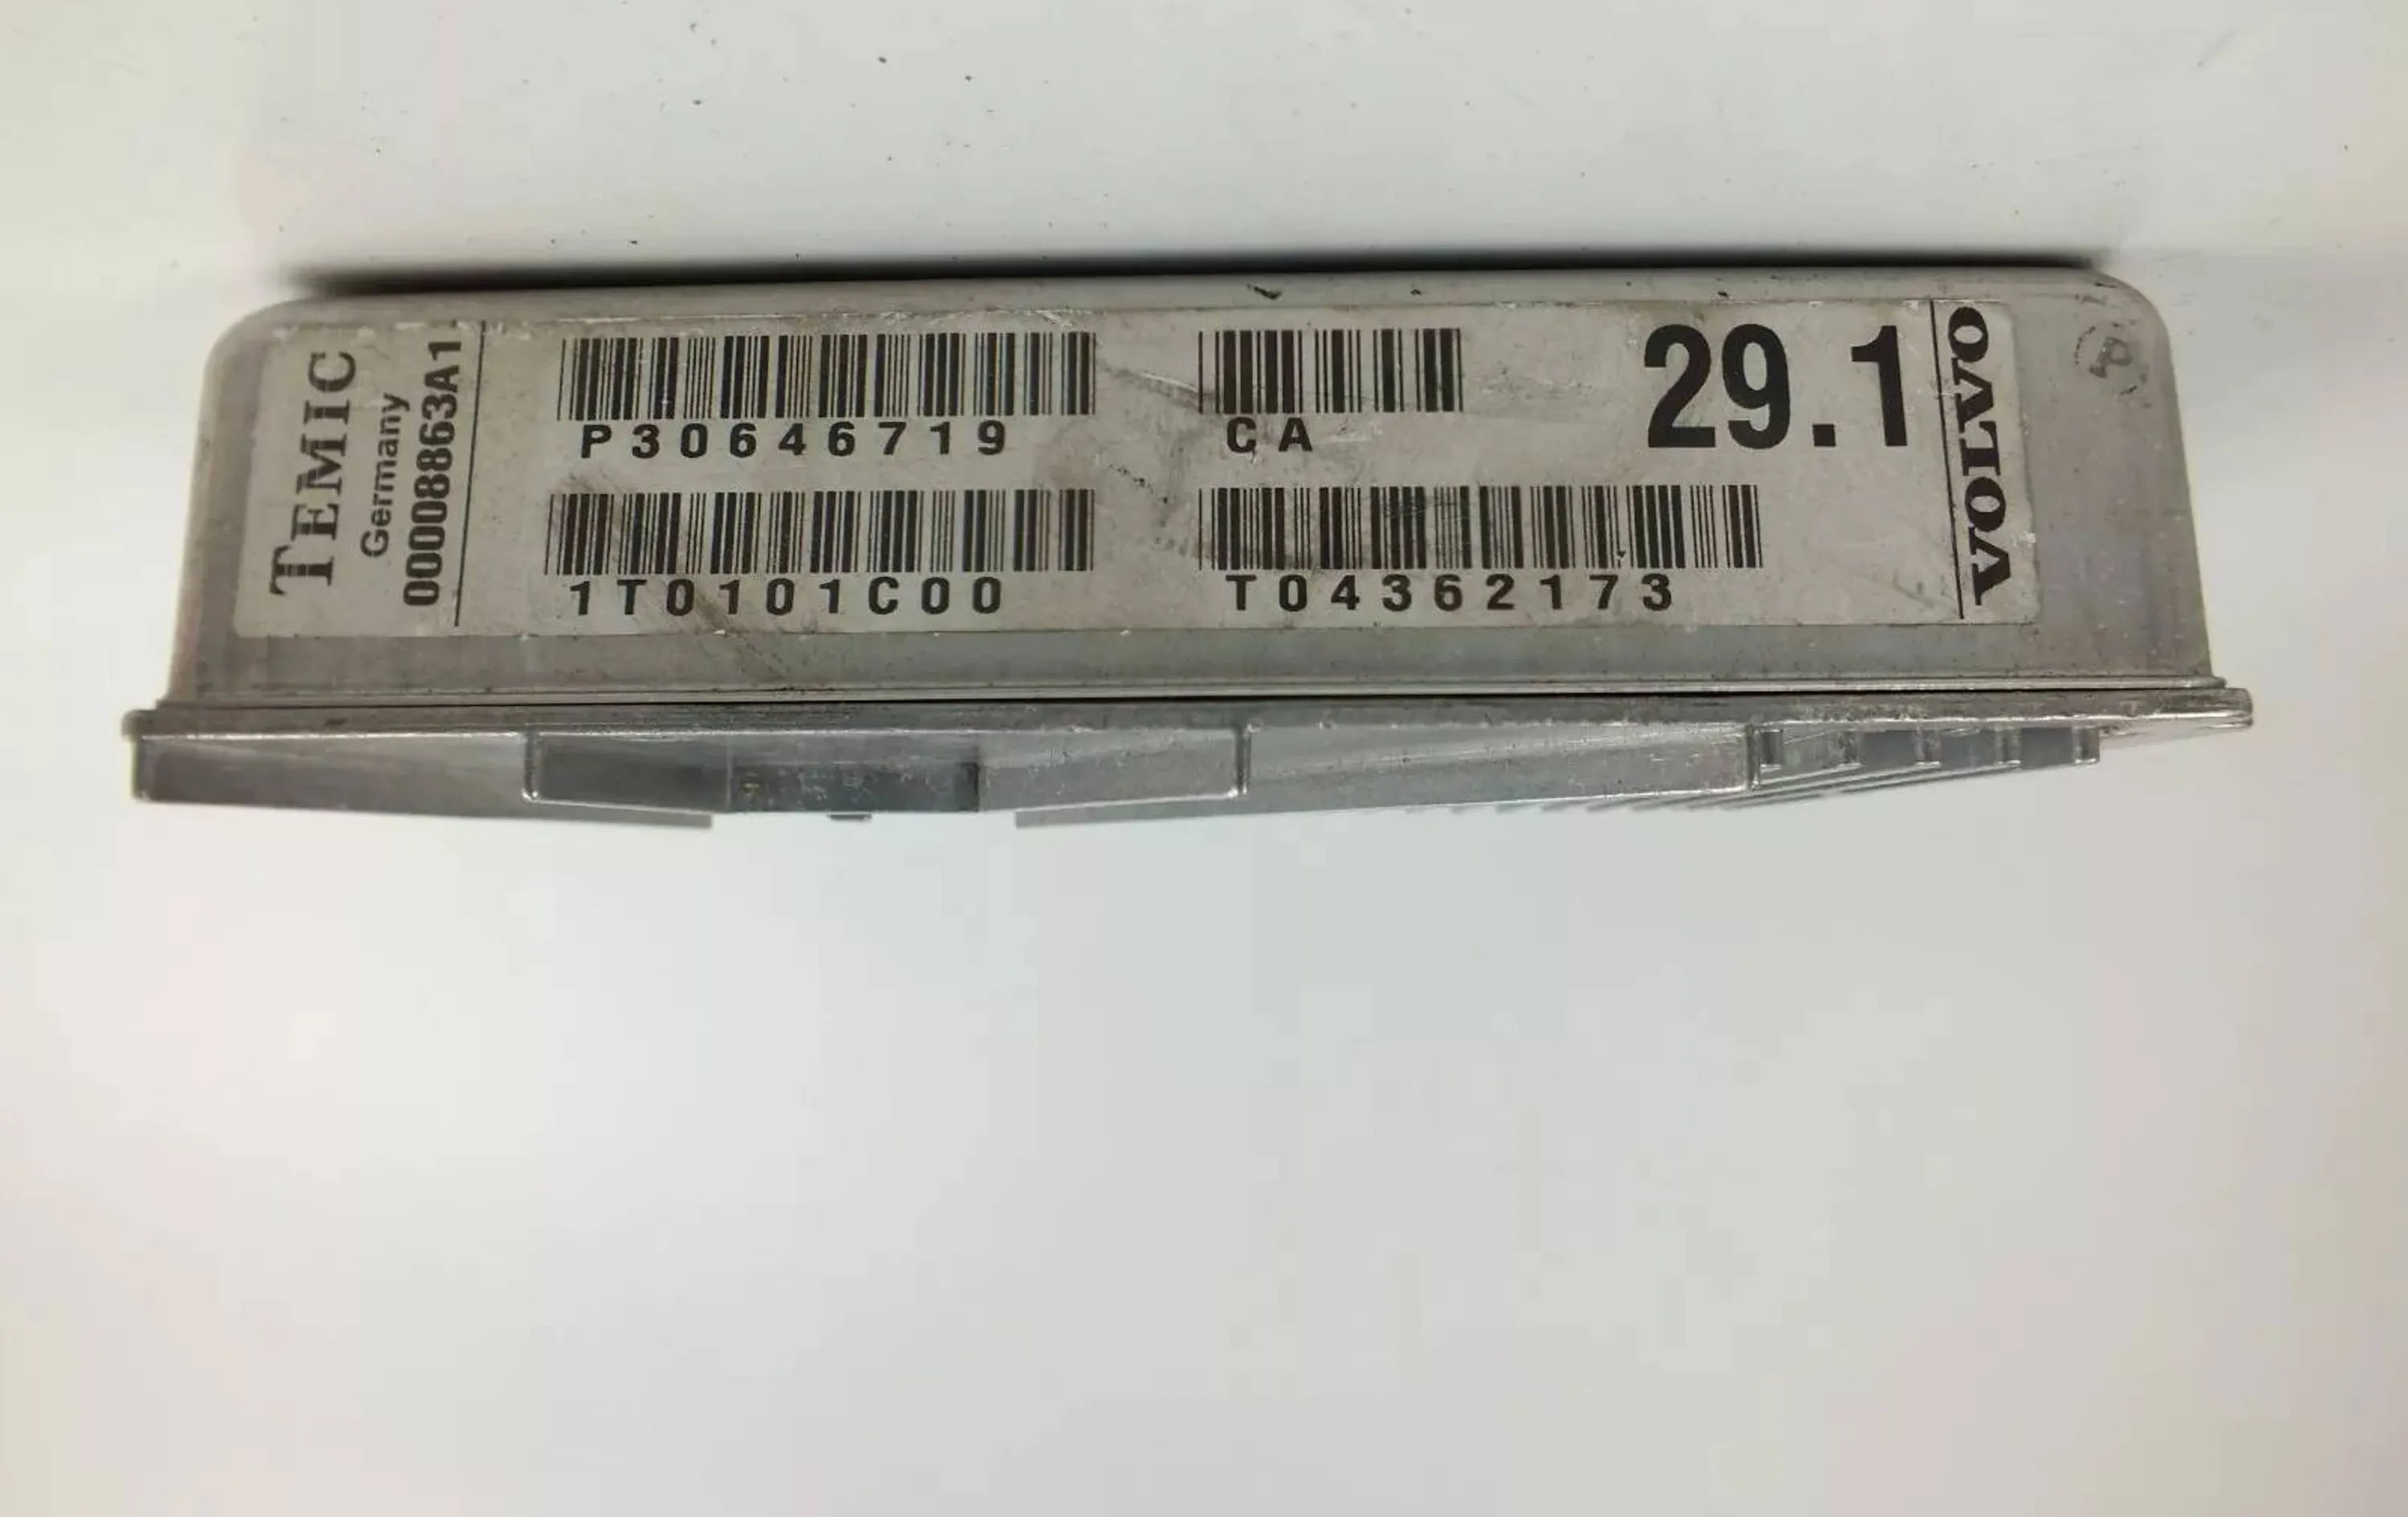 TEMIC
Germany
00008863A1
P30646719
CA
29.1
1T0101C00
T04362173
VOLVO